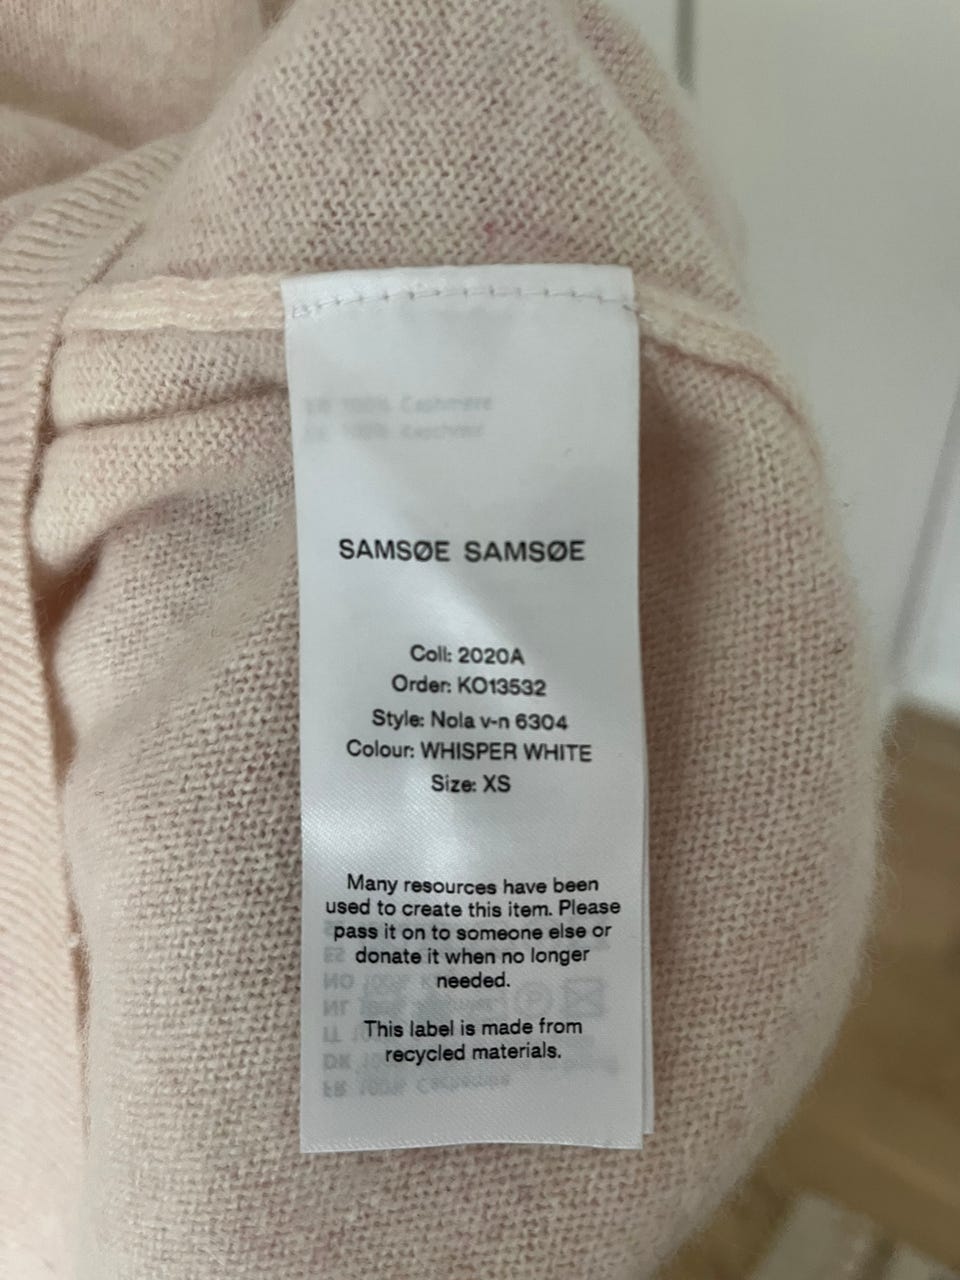 100% Cashmere
SAMSØE SAMSØE
Coll: 2020A
Order: KO13532
Style: Nola v-n 6304
Colour: WHISPER WHITE
Size: XS
Many resources have been
used to create this item. Please
pass it on to someone else or
donate it when no longer
needed.
This label is made from
recycled materials.